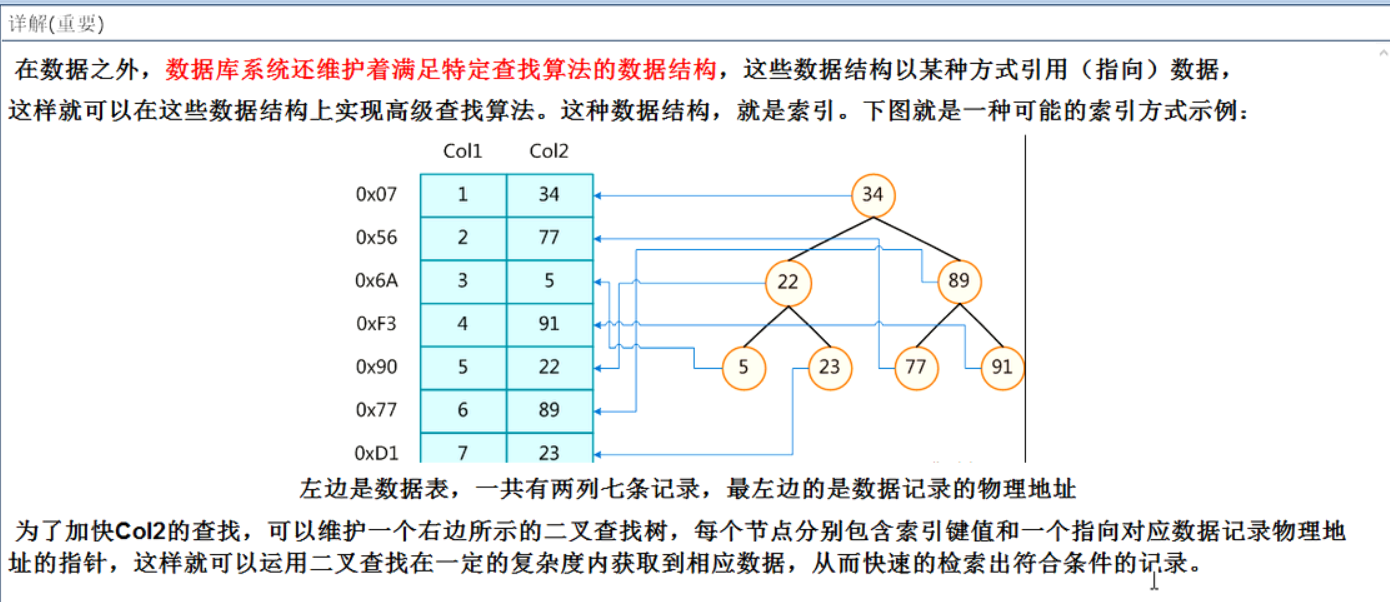 详解(重要)
在数据之外，数据库系统还维护着满足特定查找算法的数据结构，这些数据结构以某种方式引用（指向）数据，
这样就可以在这些数据结构上实现高级查找算法。这种数据结构，就是索引。下图就是一种可能的索引方式示例：
Col1 Col2
0x07 1 34 34
0x56 2 77
0x6A 3 5 22 89
0xF3 4 91
0x90 5 22 5 23 77 91
0x77 6 89
0xD1 7 23
左边是数据表，一共有两列七条记录，最左边的是数据记录的物理地址
为了加快Col2的查找，可以维护一个右边所示的二叉查找树，每个节点分别包含索引键值和一个指向对应数据记录物理地
址的指针，这样就可以运用二叉查找在一定的复杂度内获取到相应数据，从而快速的检索出符合条件的记录。